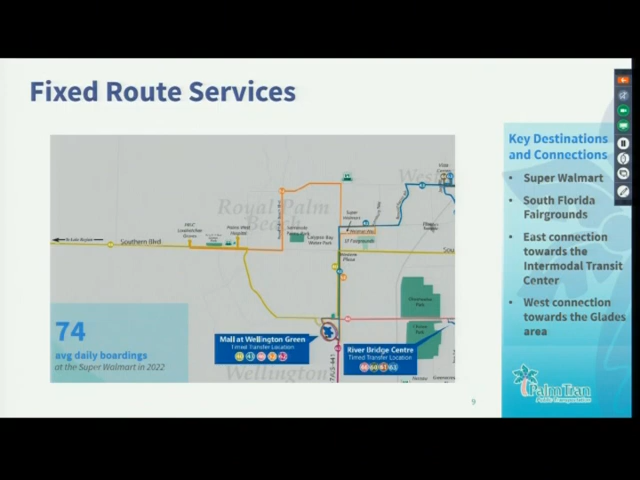 Fixed Route Services
Key Destinations
and Connections
• Super Walmart
• South Florida
Fairgrounds
• East connection
towards the
Intermodal Transit
Center
• West connection
towards the Glades
area
Royal Palm
Beach
Super
Walmart
Southern Blvd
Mall at Wellington Green
Timed Transfer Location
River Bridge Centre
Timed Transfer Location
Wellington
74
avg daily boardings
at the Super Walmart in 2022
PalmTran
Public Transportation
9